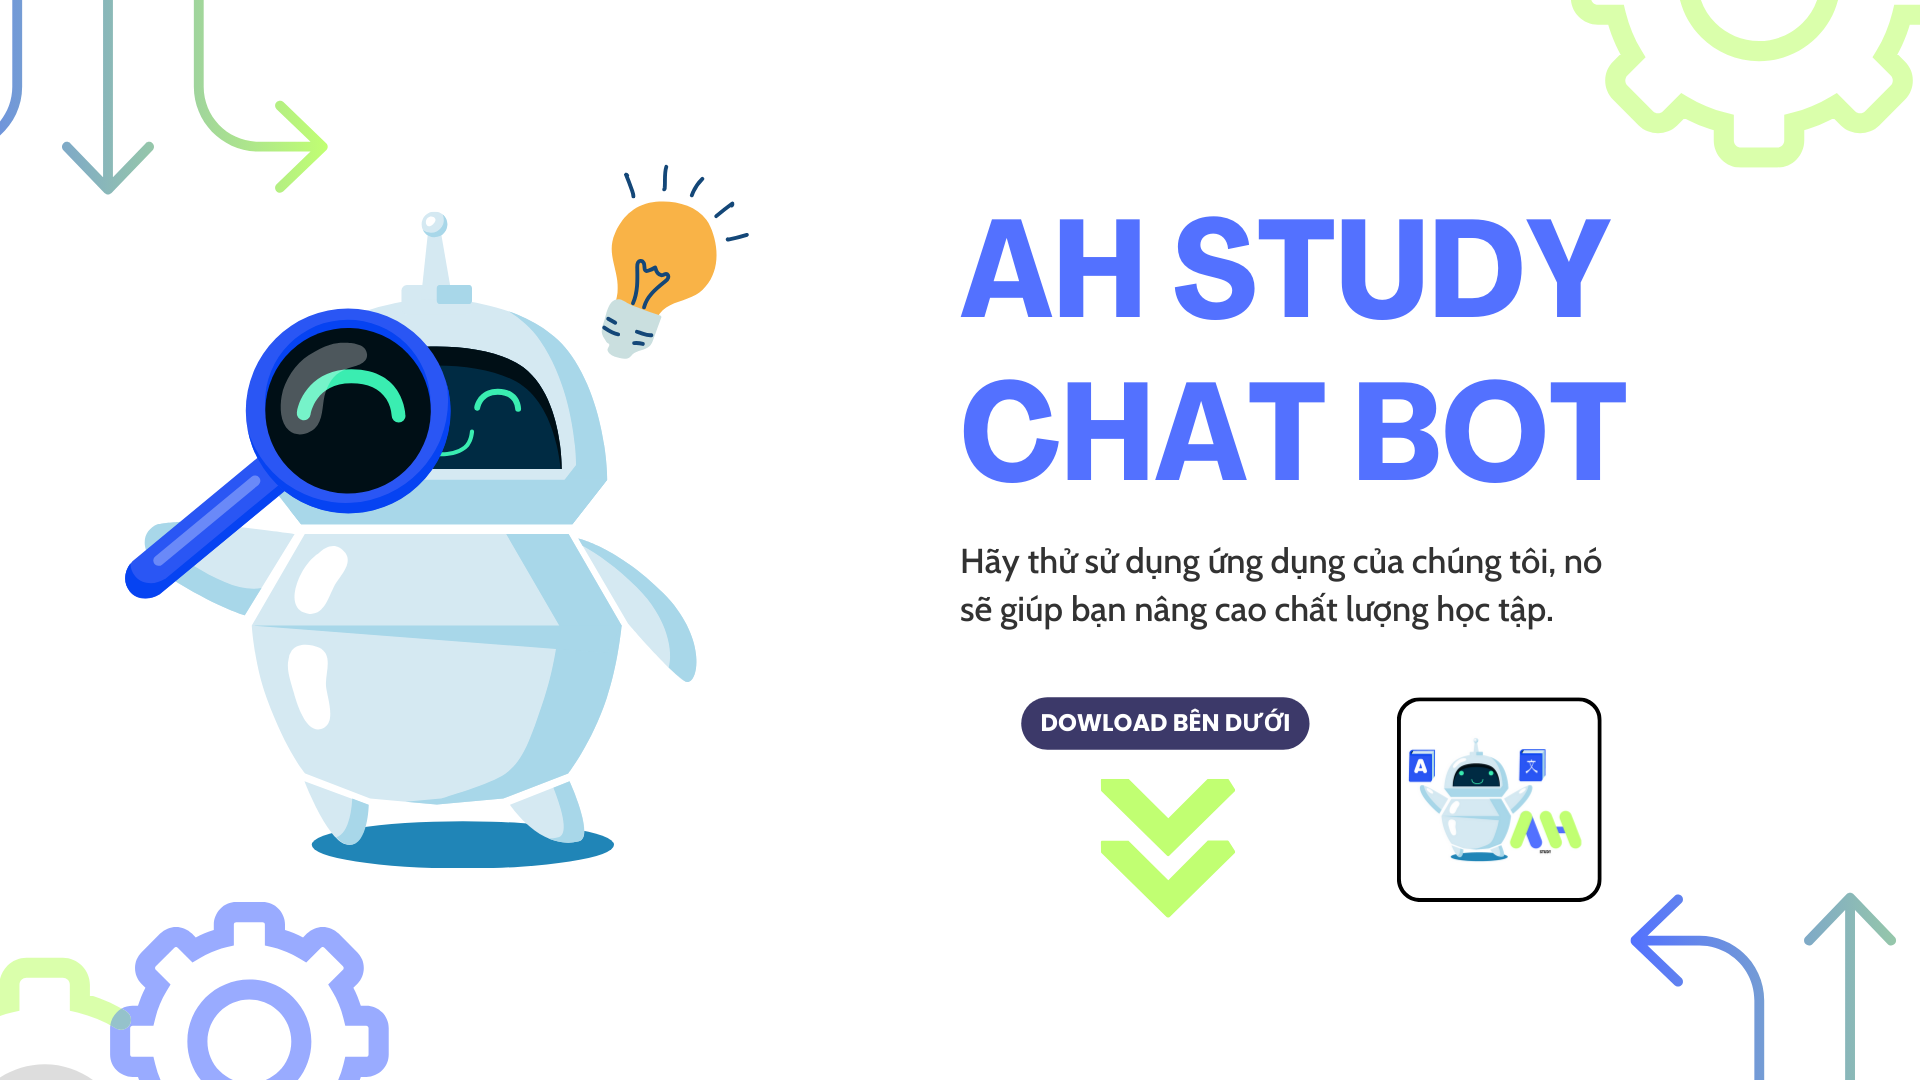 AH STUDY
CHAT BOT
Hãy thử sử dụng ứng dụng của chúng tôi, nó
sẽ giúp bạn nâng cao chất lượng học tập.
DOWLOAD BÊN DƯỚI
A
文
AH
STUDY